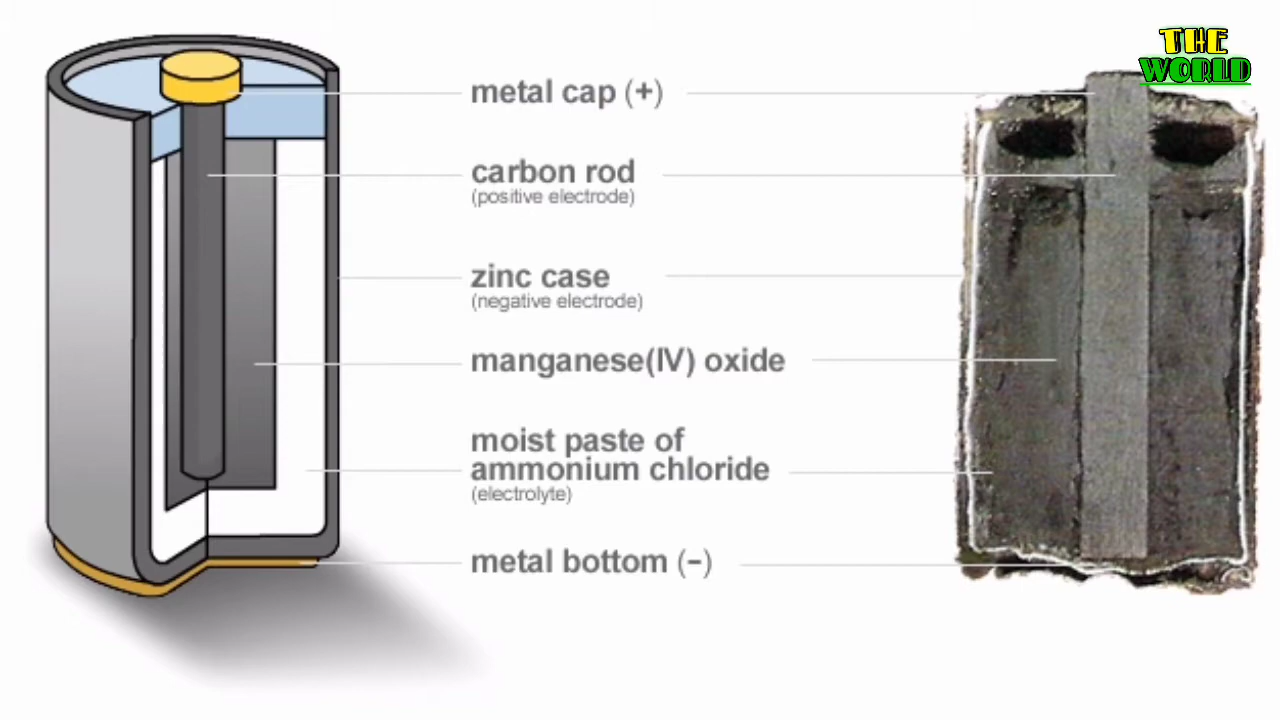 THE
WORLD
metal cap (+)
carbon rod
(positive electrode)
zinc case
(negative electrode)
manganese(IV) oxide
moist paste of
ammonium chloride
(electrolyte)
metal bottom (−)